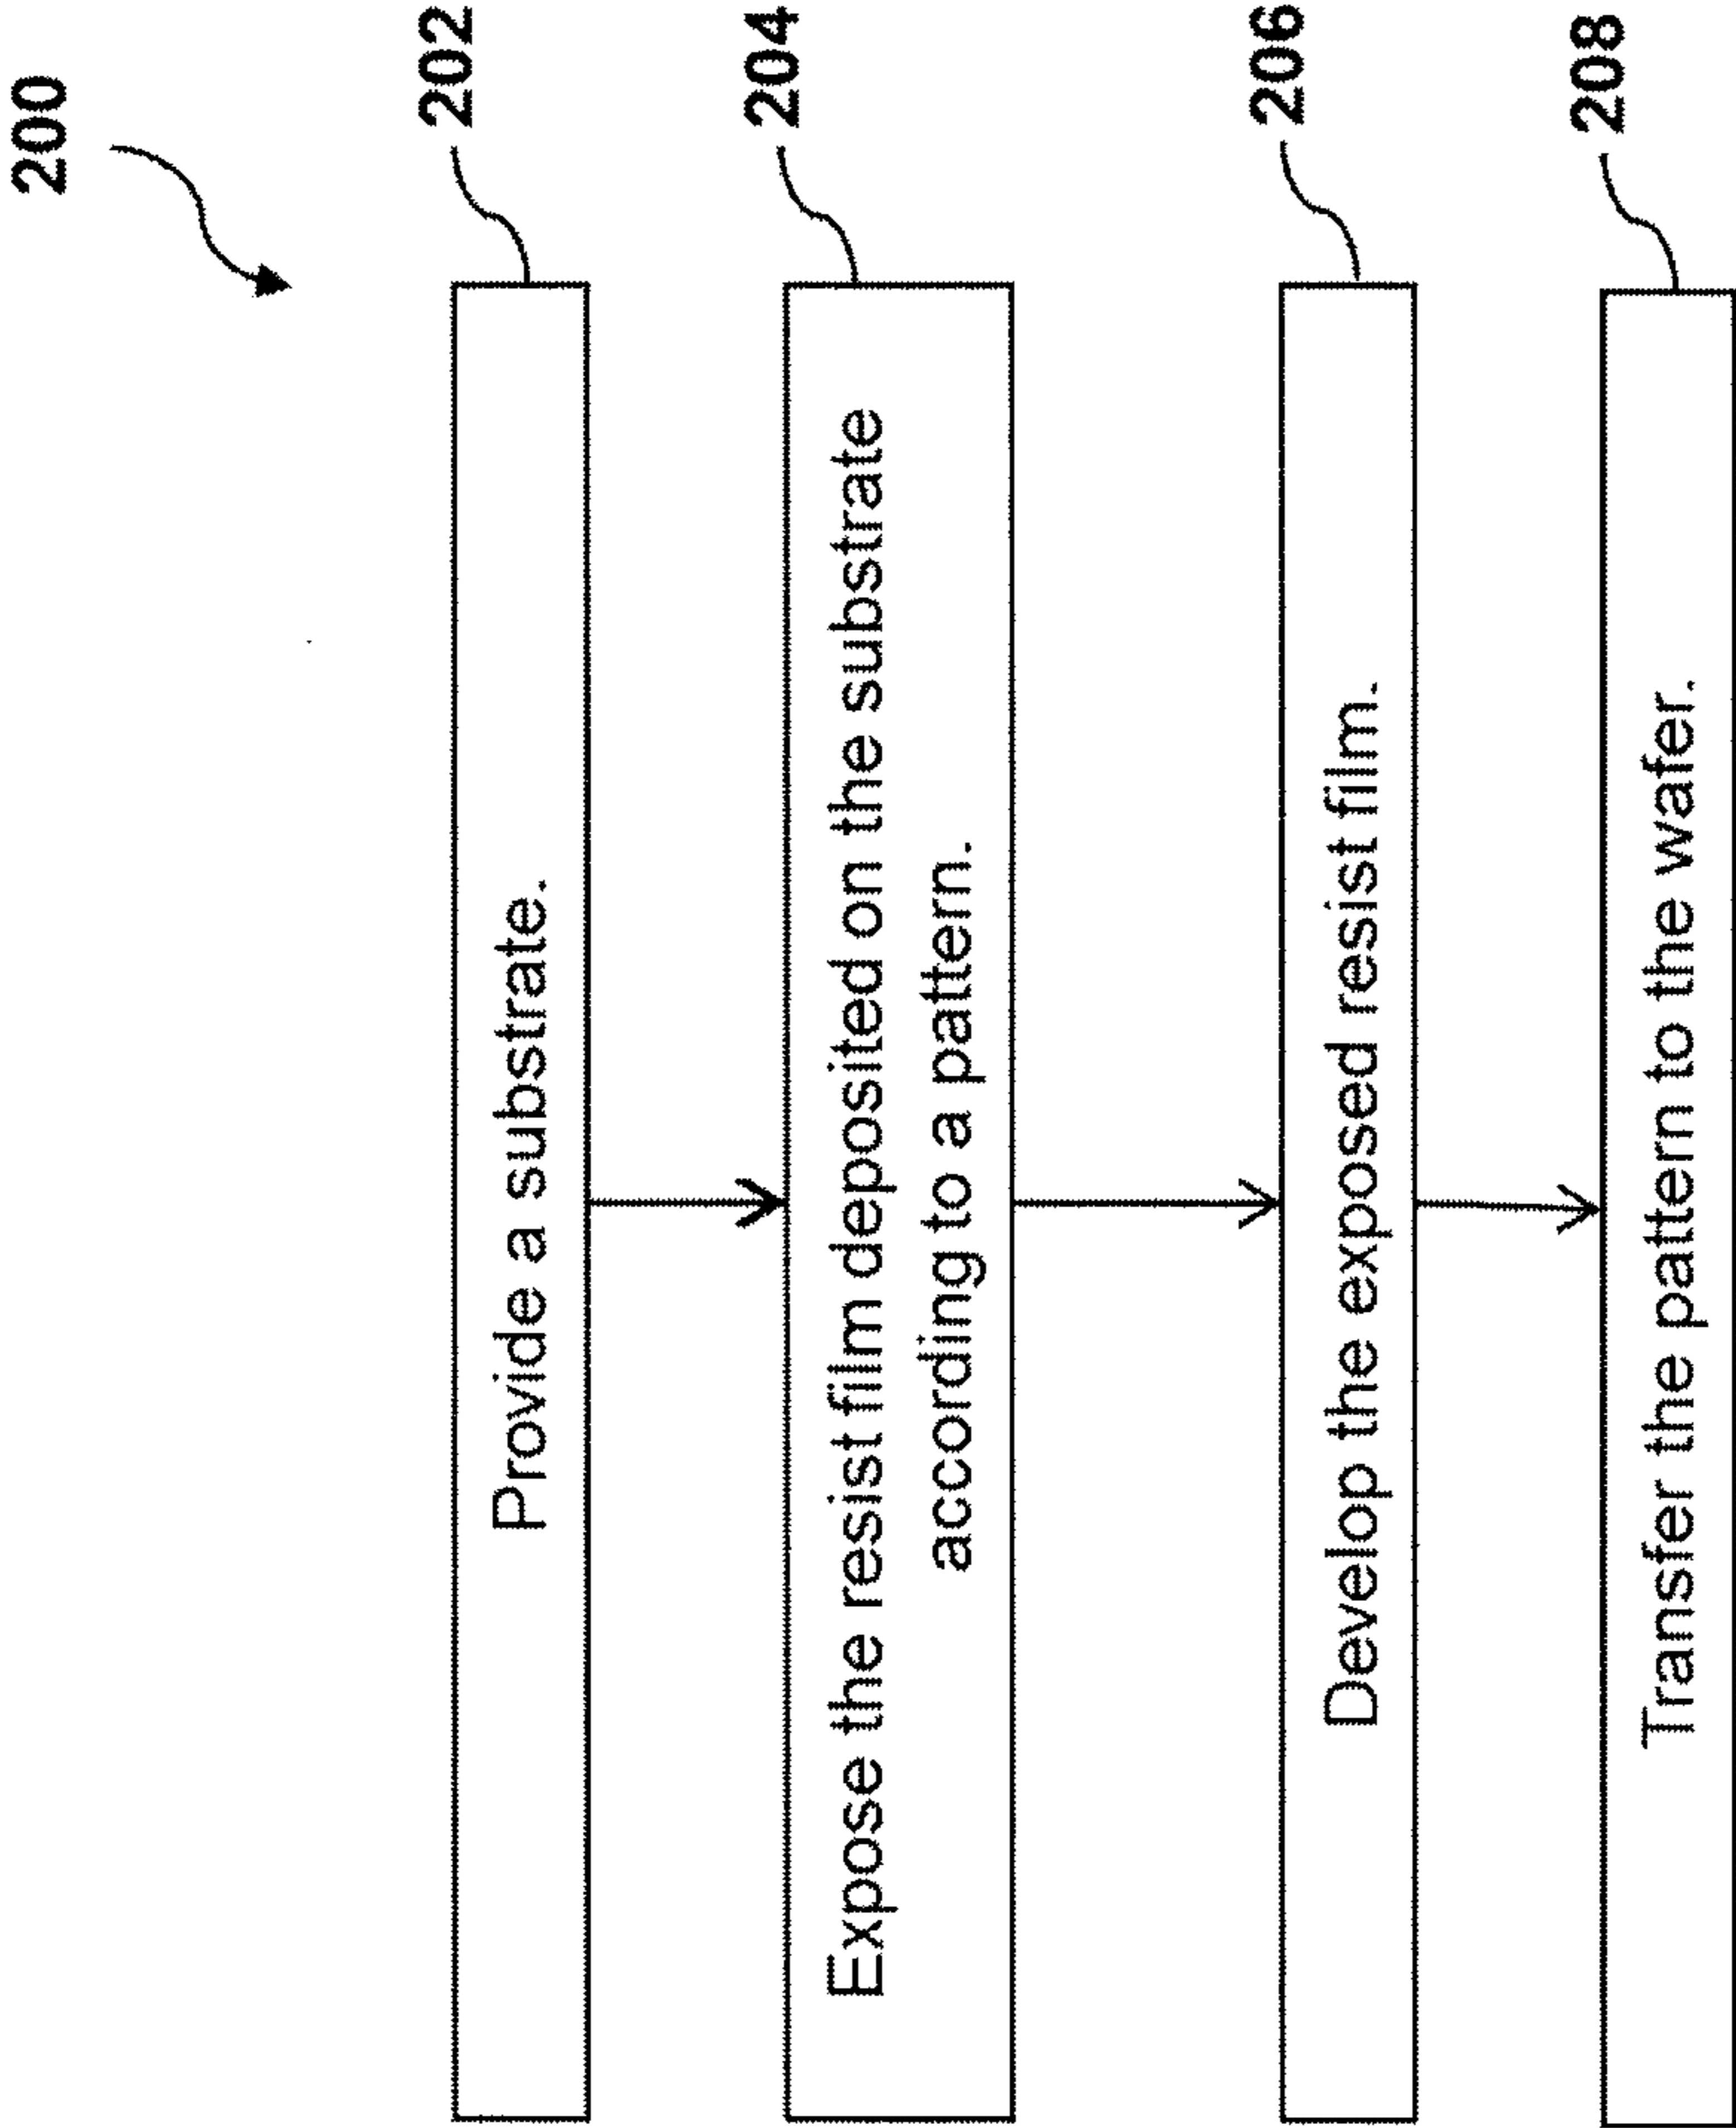 200
202
Provide a substrate.
204
Expose the resist film deposited on the substrate
according to a pattern.
206
Develop the exposed resist film.
208
Transfer the pattern to the wafer.